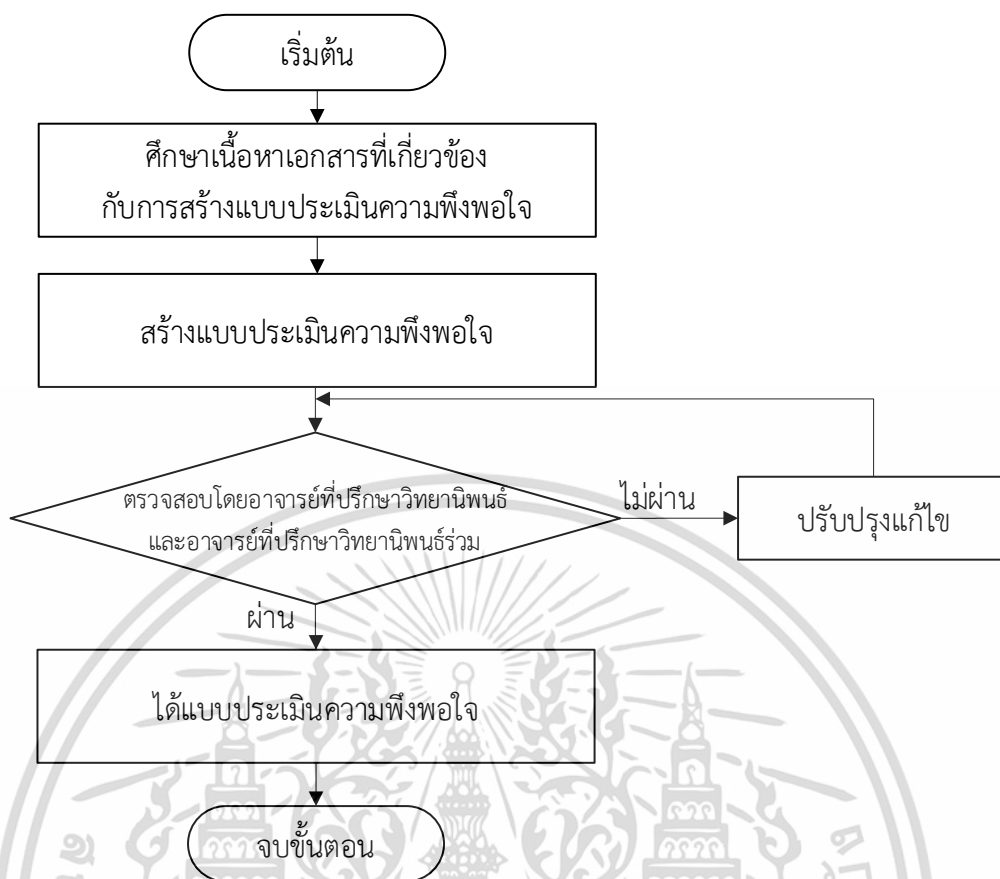 เริ่มต้น
ศึกษาเนื้อหาเอกสารที่เกี่ยวข้อง
กับการสร้างแบบประเมินความพึงพอใจ
สร้างแบบประเมินความพึงพอใจ
ตรวจสอบโดยอาจารย์ที่ปรึกษาวิทยานิพนธ์
และอาจารย์ที่ปรึกษาวิทยานิพนธ์ร่วม
ไม่ผ่าน
ปรับปรุงแก้ไข
ผ่าน
ได้แบบประเมินความพึงพอใจ
จบขั้นตอน